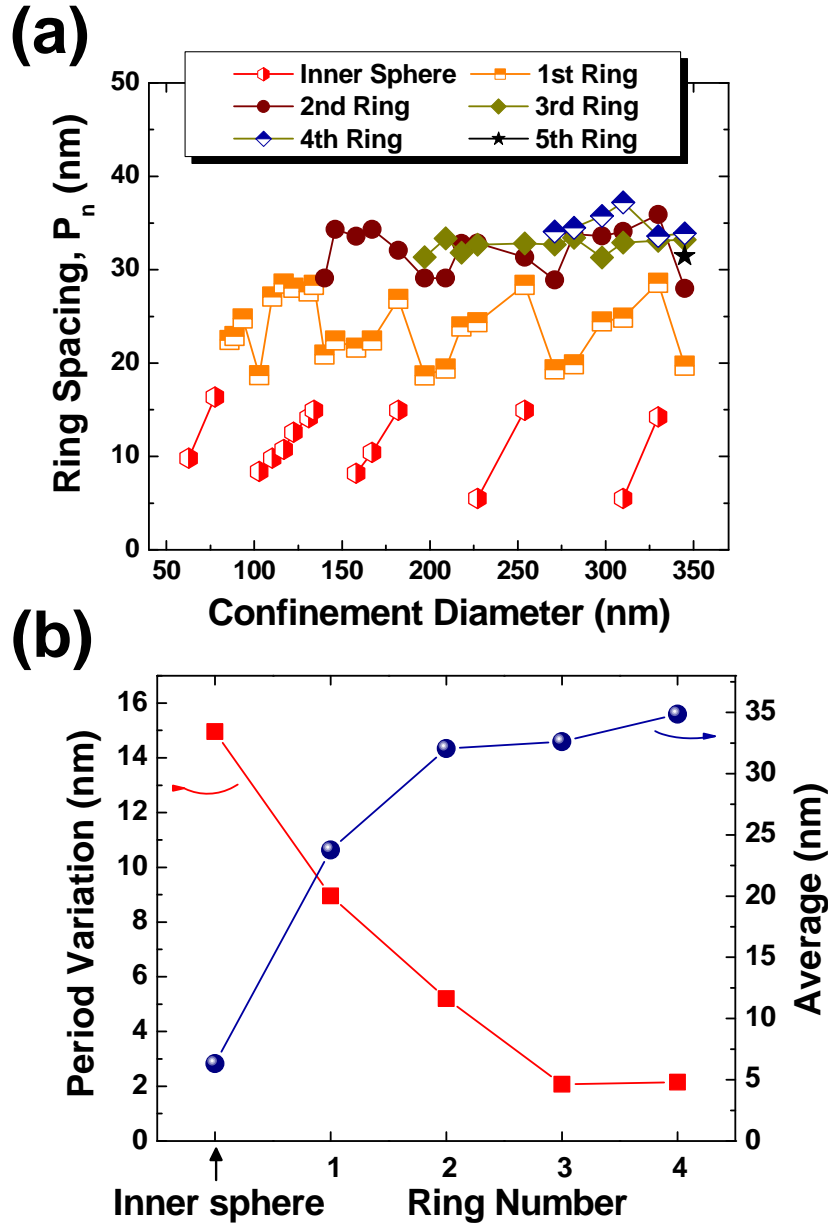 (a)
Inner Sphere 1st Ring
2nd Ring 3rd Ring
4th Ring 5th Ring
Ring Spacing, P_n (nm)
50
40
30
20
10
0
50 100 150 200 250 300 350
Confinement Diameter (nm)
(b)
Period Variation (nm)
16
14
12
10
8
6
4
2
0
35
30
25
20
15
10
5
0
Average (nm)
1 2 3 4
Inner sphere Ring Number